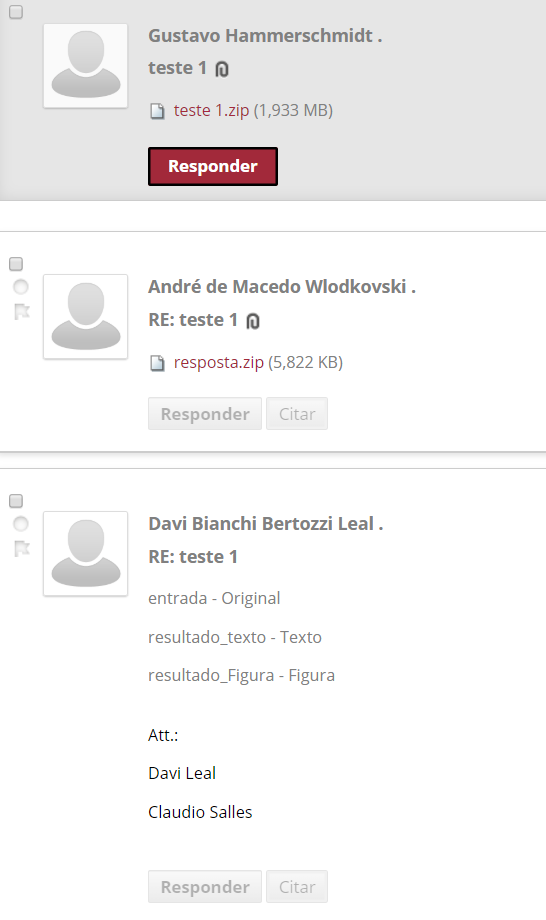 Gustavo Hammerschmidt .
teste 1
teste 1.zip (1,933 MB)
Responder
André de Macedo Wlodkovski .
RE: teste 1
resposta.zip (5,822 KB)
Responder Citar
Davi Bianchi Bertozzi Leal .
RE: teste 1
entrada - Original
resultado_texto - Texto
resultado_Figura - Figura
Att.:
Davi Leal
Claudio Salles
Responder Citar